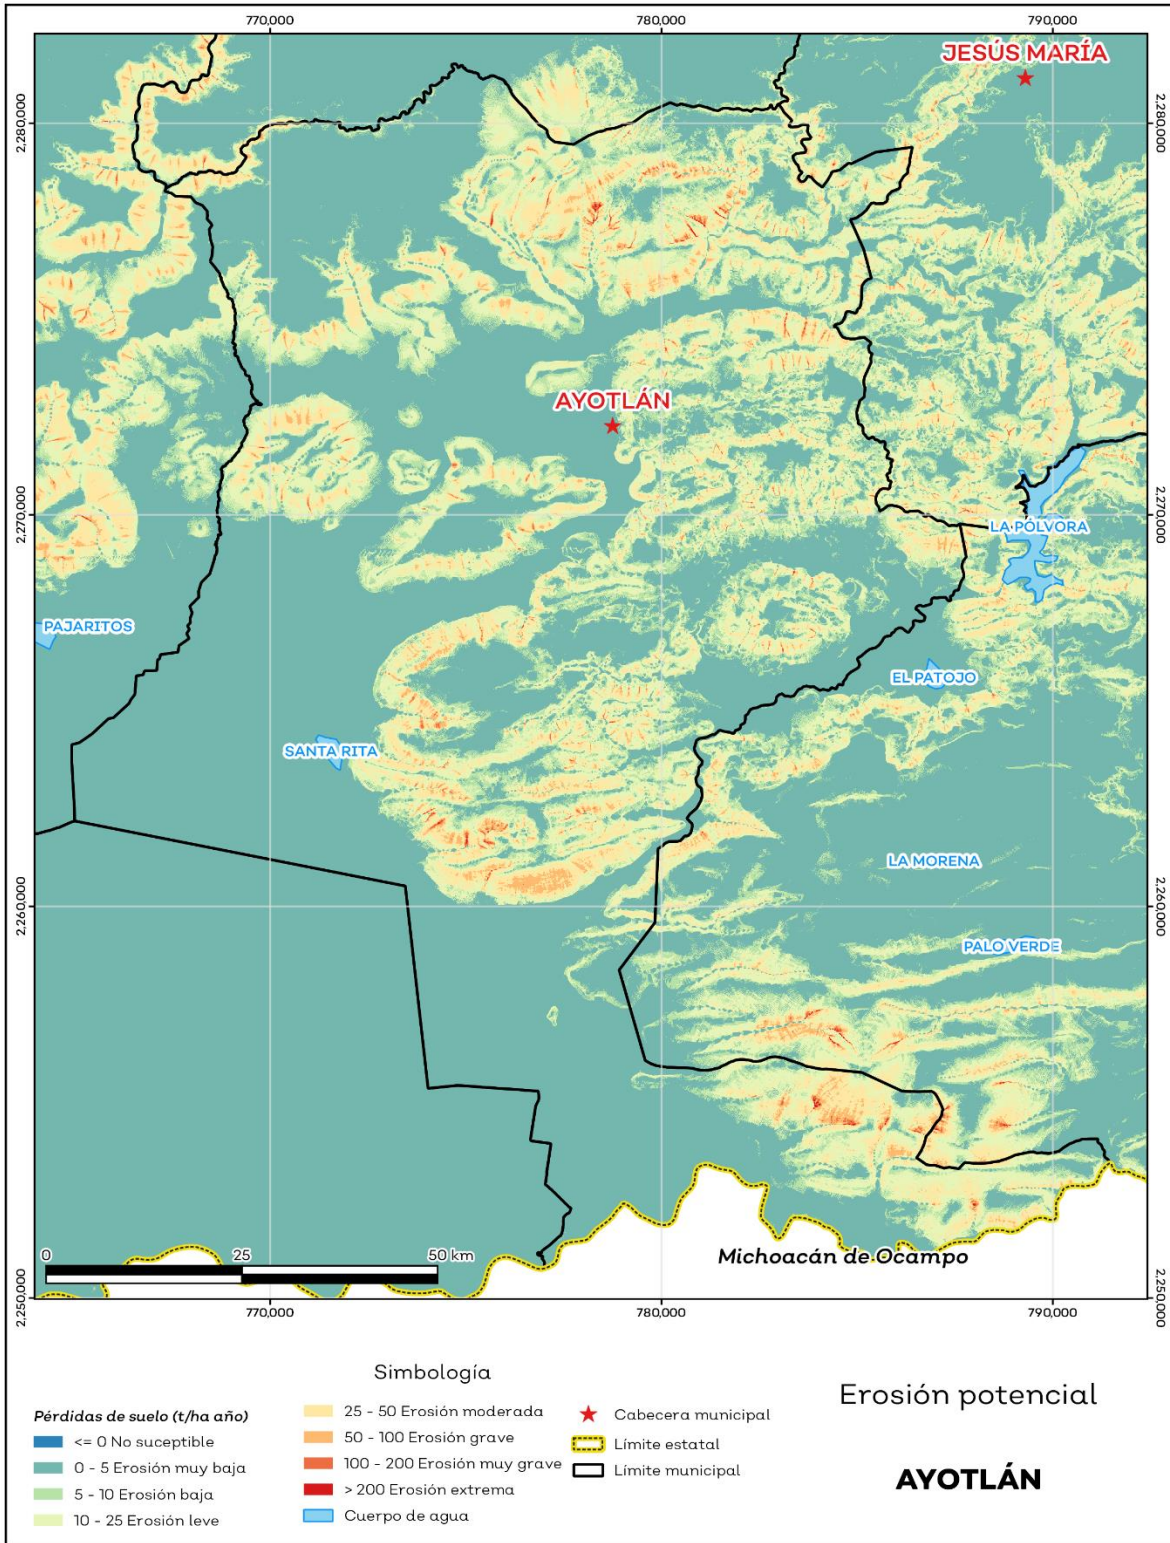 770,000
780,000
790,000
JESÚS MARÍA
2,280,000
2,280,000
AYOTLÁN
2,270,000
2,270,000
LA PÓLVORA
PAJARITOS
EL PATOJO
SANTA RITA
LA MORENA
2,260,000
2,260,000
PALO VERDE
Michoacán de Ocampo
0
25
50 km
2,250,000
2,250,000
770,000
780,000
790,000
Simbología
Pérdidas de suelo (t/ha año)
<= 0 No suceptible
0 - 5 Erosión muy baja
5 - 10 Erosión baja
10 - 25 Erosión leve
25 - 50 Erosión moderada
50 - 100 Erosión grave
100 - 200 Erosión muy grave
> 200 Erosión extrema
Cuerpo de agua
Cabecera municipal
Límite estatal
Límite municipal
Erosión potencial
AYOTLÁN